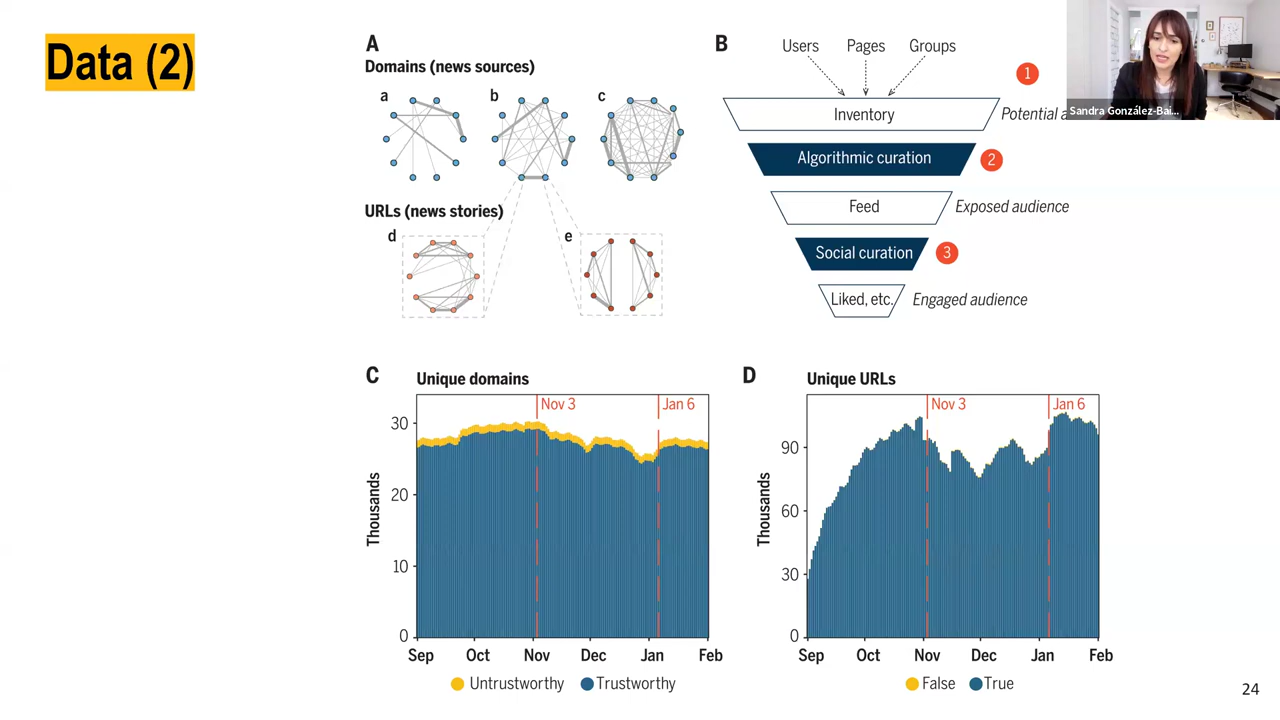 Data (2)
A
Domains (news sources)
a
b
c
URLs (news stories)
d
e
B
Users Pages Groups
1
Inventory
Potential a
Algorithmic curation
2
Feed
Exposed audience
Social curation
3
Liked, etc.
Engaged audience
Sandra González-Bai...
C
Unique domains
Nov 3
Jan 6
Thousands
30
20
10
0
Sep Oct Nov Dec Jan Feb
Untrustworthy Trustworthy
D
Unique URLs
Nov 3
Jan 6
Thousands
90
60
30
0
Sep Oct Nov Dec Jan Feb
False True
24